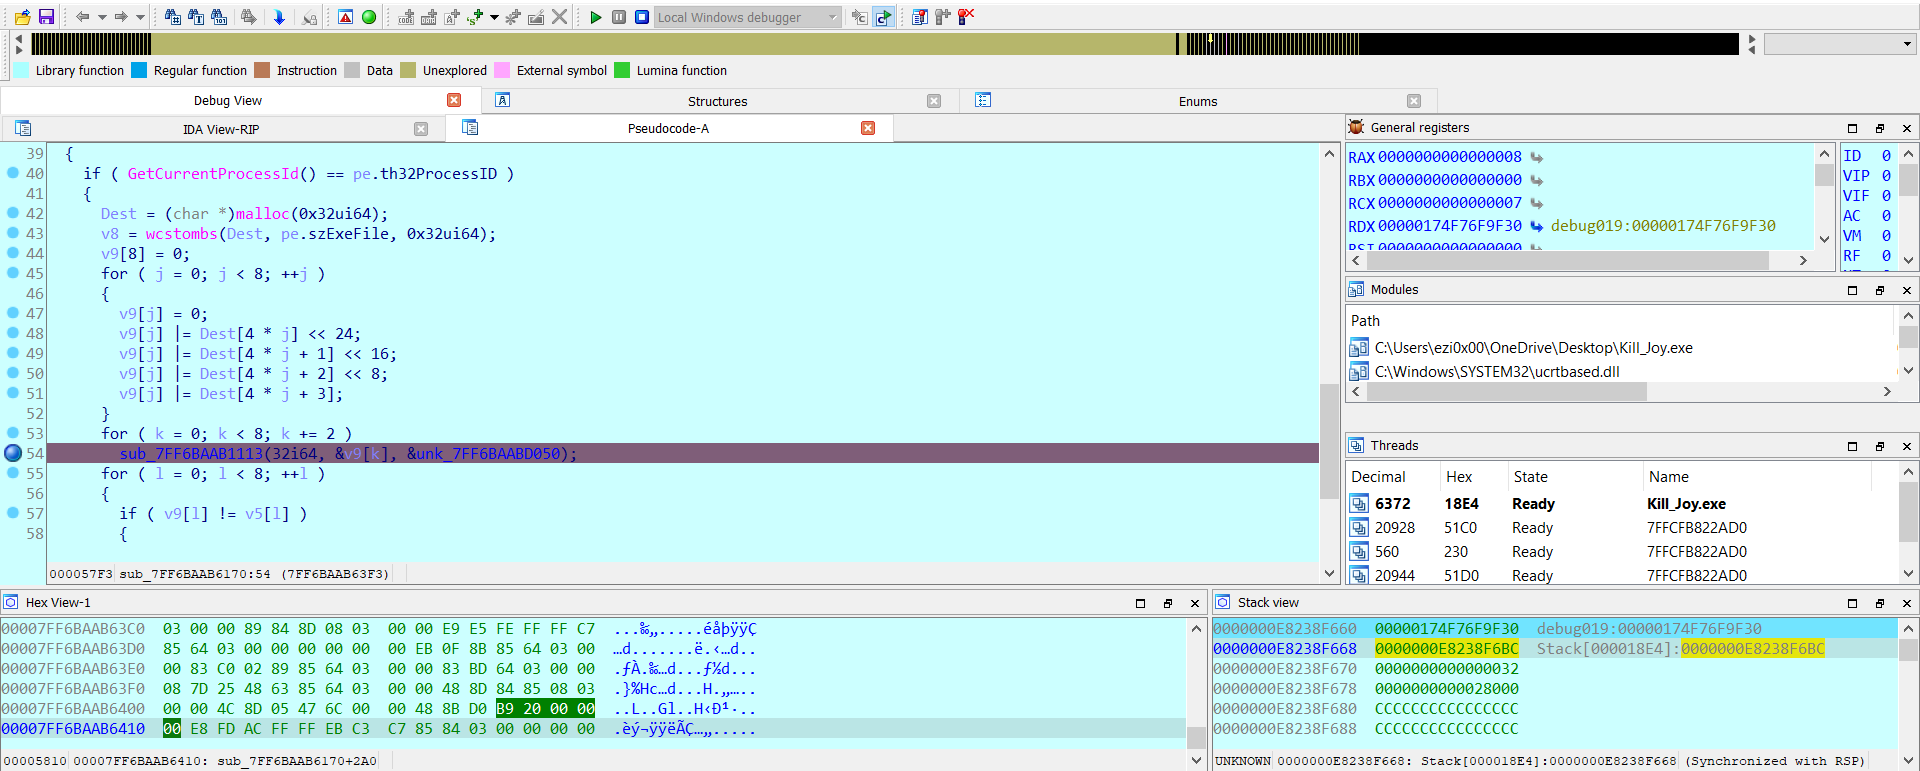 Local Windows debugger
Library function Regular function Instruction Data Unexplored External symbol Lumina function
Debug View Structures Enums
IDA View-RIP Pseudocode-A
39 {
40 if ( GetCurrentProcessId() == pe.th32ProcessID )
41 {
42 Dest = (char *)malloc(0x32ui64);
43 v8 = wcstombs(Dest, pe.szExeFile, 0x32ui64);
44 v9[8] = 0;
45 for ( j = 0; j < 8; ++j )
46 {
47 v9[j] = 0;
48 v9[j] |= Dest[4 * j] << 24;
49 v9[j] |= Dest[4 * j + 1] << 16;
50 v9[j] |= Dest[4 * j + 2] << 8;
51 v9[j] |= Dest[4 * j + 3];
52 }
53 for ( k = 0; k < 8; k += 2 )
54 sub_7FF6BAAB1113(32i64, &v9[k], &unk_7FF6BAABD050);
55 for ( l = 0; l < 8; ++l )
56 {
57 if ( v9[l] != v5[l] )
58 {
000057F3 sub_7FF6BAAB6170:54 (7FF6BAAB63F3)
General registers
RAX 0000000000000008
RBX 0000000000000000
RCX 0000000000000007
RDX 00000174F76F9F30 debug019:00000174F76F9F30
RSI 0000000000000000
ID 0
VIP 0
VIF 0
AC 0
VM 0
RF 0
Modules
Path
C:\Users\ezi0x00\OneDrive\Desktop\Kill_Joy.exe
C:\Windows\SYSTEM32\ucrtbased.dll
Threads
Decimal Hex State Name
6372 18E4 Ready Kill_Joy.exe
20928 51C0 Ready 7FFCFB822AD0
560 230 Ready 7FFCFB822AD0
20944 51D0 Ready 7FFCFB822AD0
Hex View-1
00007FF6BAAB63C0 03 00 00 89 84 8D 08 03 00 00 E9 E5 FE FF FF C7 ...‰„.....éåþÿÿÇ
00007FF6BAAB63D0 85 64 03 00 00 00 00 00 00 EB 0F 8B 85 64 03 00 …d.......ë.‹…d..
00007FF6BAAB63E0 00 83 C0 02 89 85 64 03 00 00 83 BD 64 03 00 00 .ƒÀ.‰…d...ƒ½d...
00007FF6BAAB63F0 08 7D 25 48 63 85 64 03 00 00 48 8D 84 85 08 03 .}%Hc…d...H.„…..
00007FF6BAAB6400 00 00 4C 8D 05 47 6C 00 00 48 8B D0 B9 20 00 00 ..L..Gl..H‹Ð¹·..
00007FF6BAAB6410 00 E8 FD AC FF FF EB C3 C7 85 84 03 00 00 00 00 .èý¬ÿÿëÃÇ…„.....
00005810 00007FF6BAAB6410: sub_7FF6BAAB6170+2A0
Stack view
0000000E8238F660 00000174F76F9F30 debug019:00000174F76F9F30
0000000E8238F668 0000000E8238F6BC Stack[000018E4]:0000000E8238F6BC
0000000E8238F670 0000000000000032
0000000E8238F678 0000000000028000
0000000E8238F680 CCCCCCCCCCCCCCCC
0000000E8238F688 CCCCCCCCCCCCCCCC
UNKNOWN 0000000E8238F668: Stack[000018E4]:0000000E8238F668 (Synchronized with RSP)